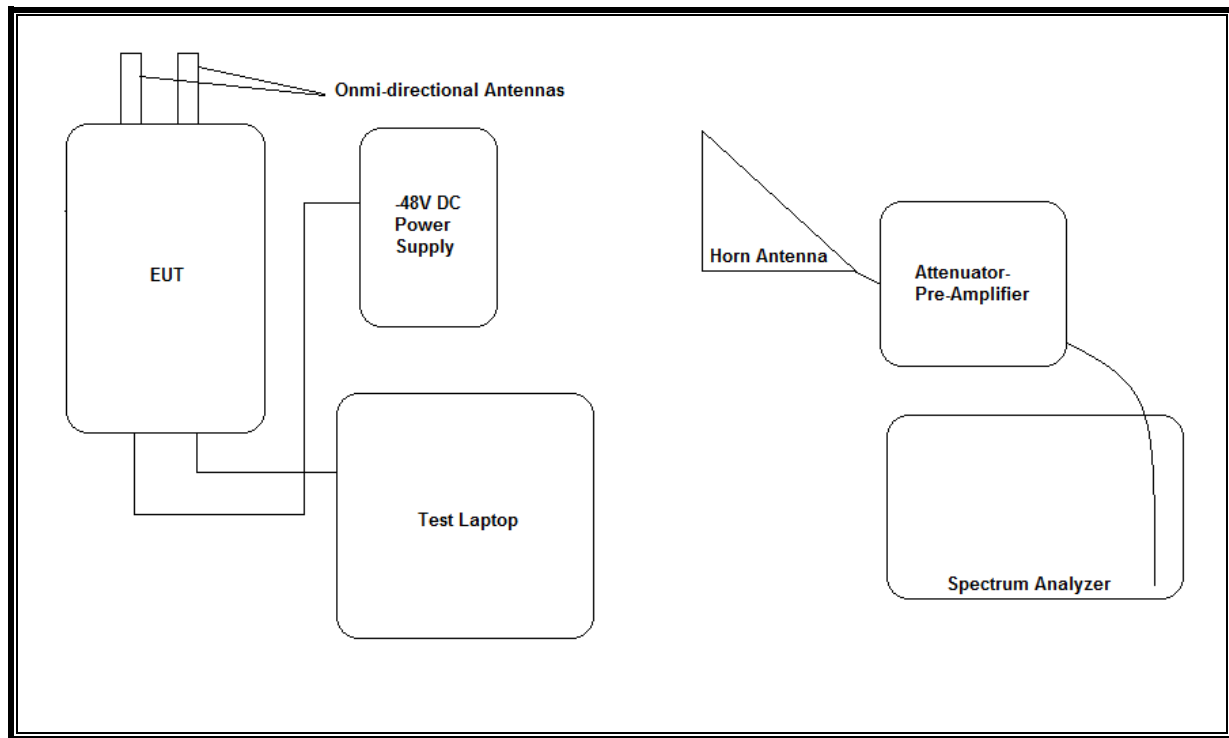 Onmi-directional Antennas
-48V DC
Power
Supply
EUT
Horn Antenna
Attenuator-
Pre-Amplifier
Test Laptop
Spectrum Analyzer